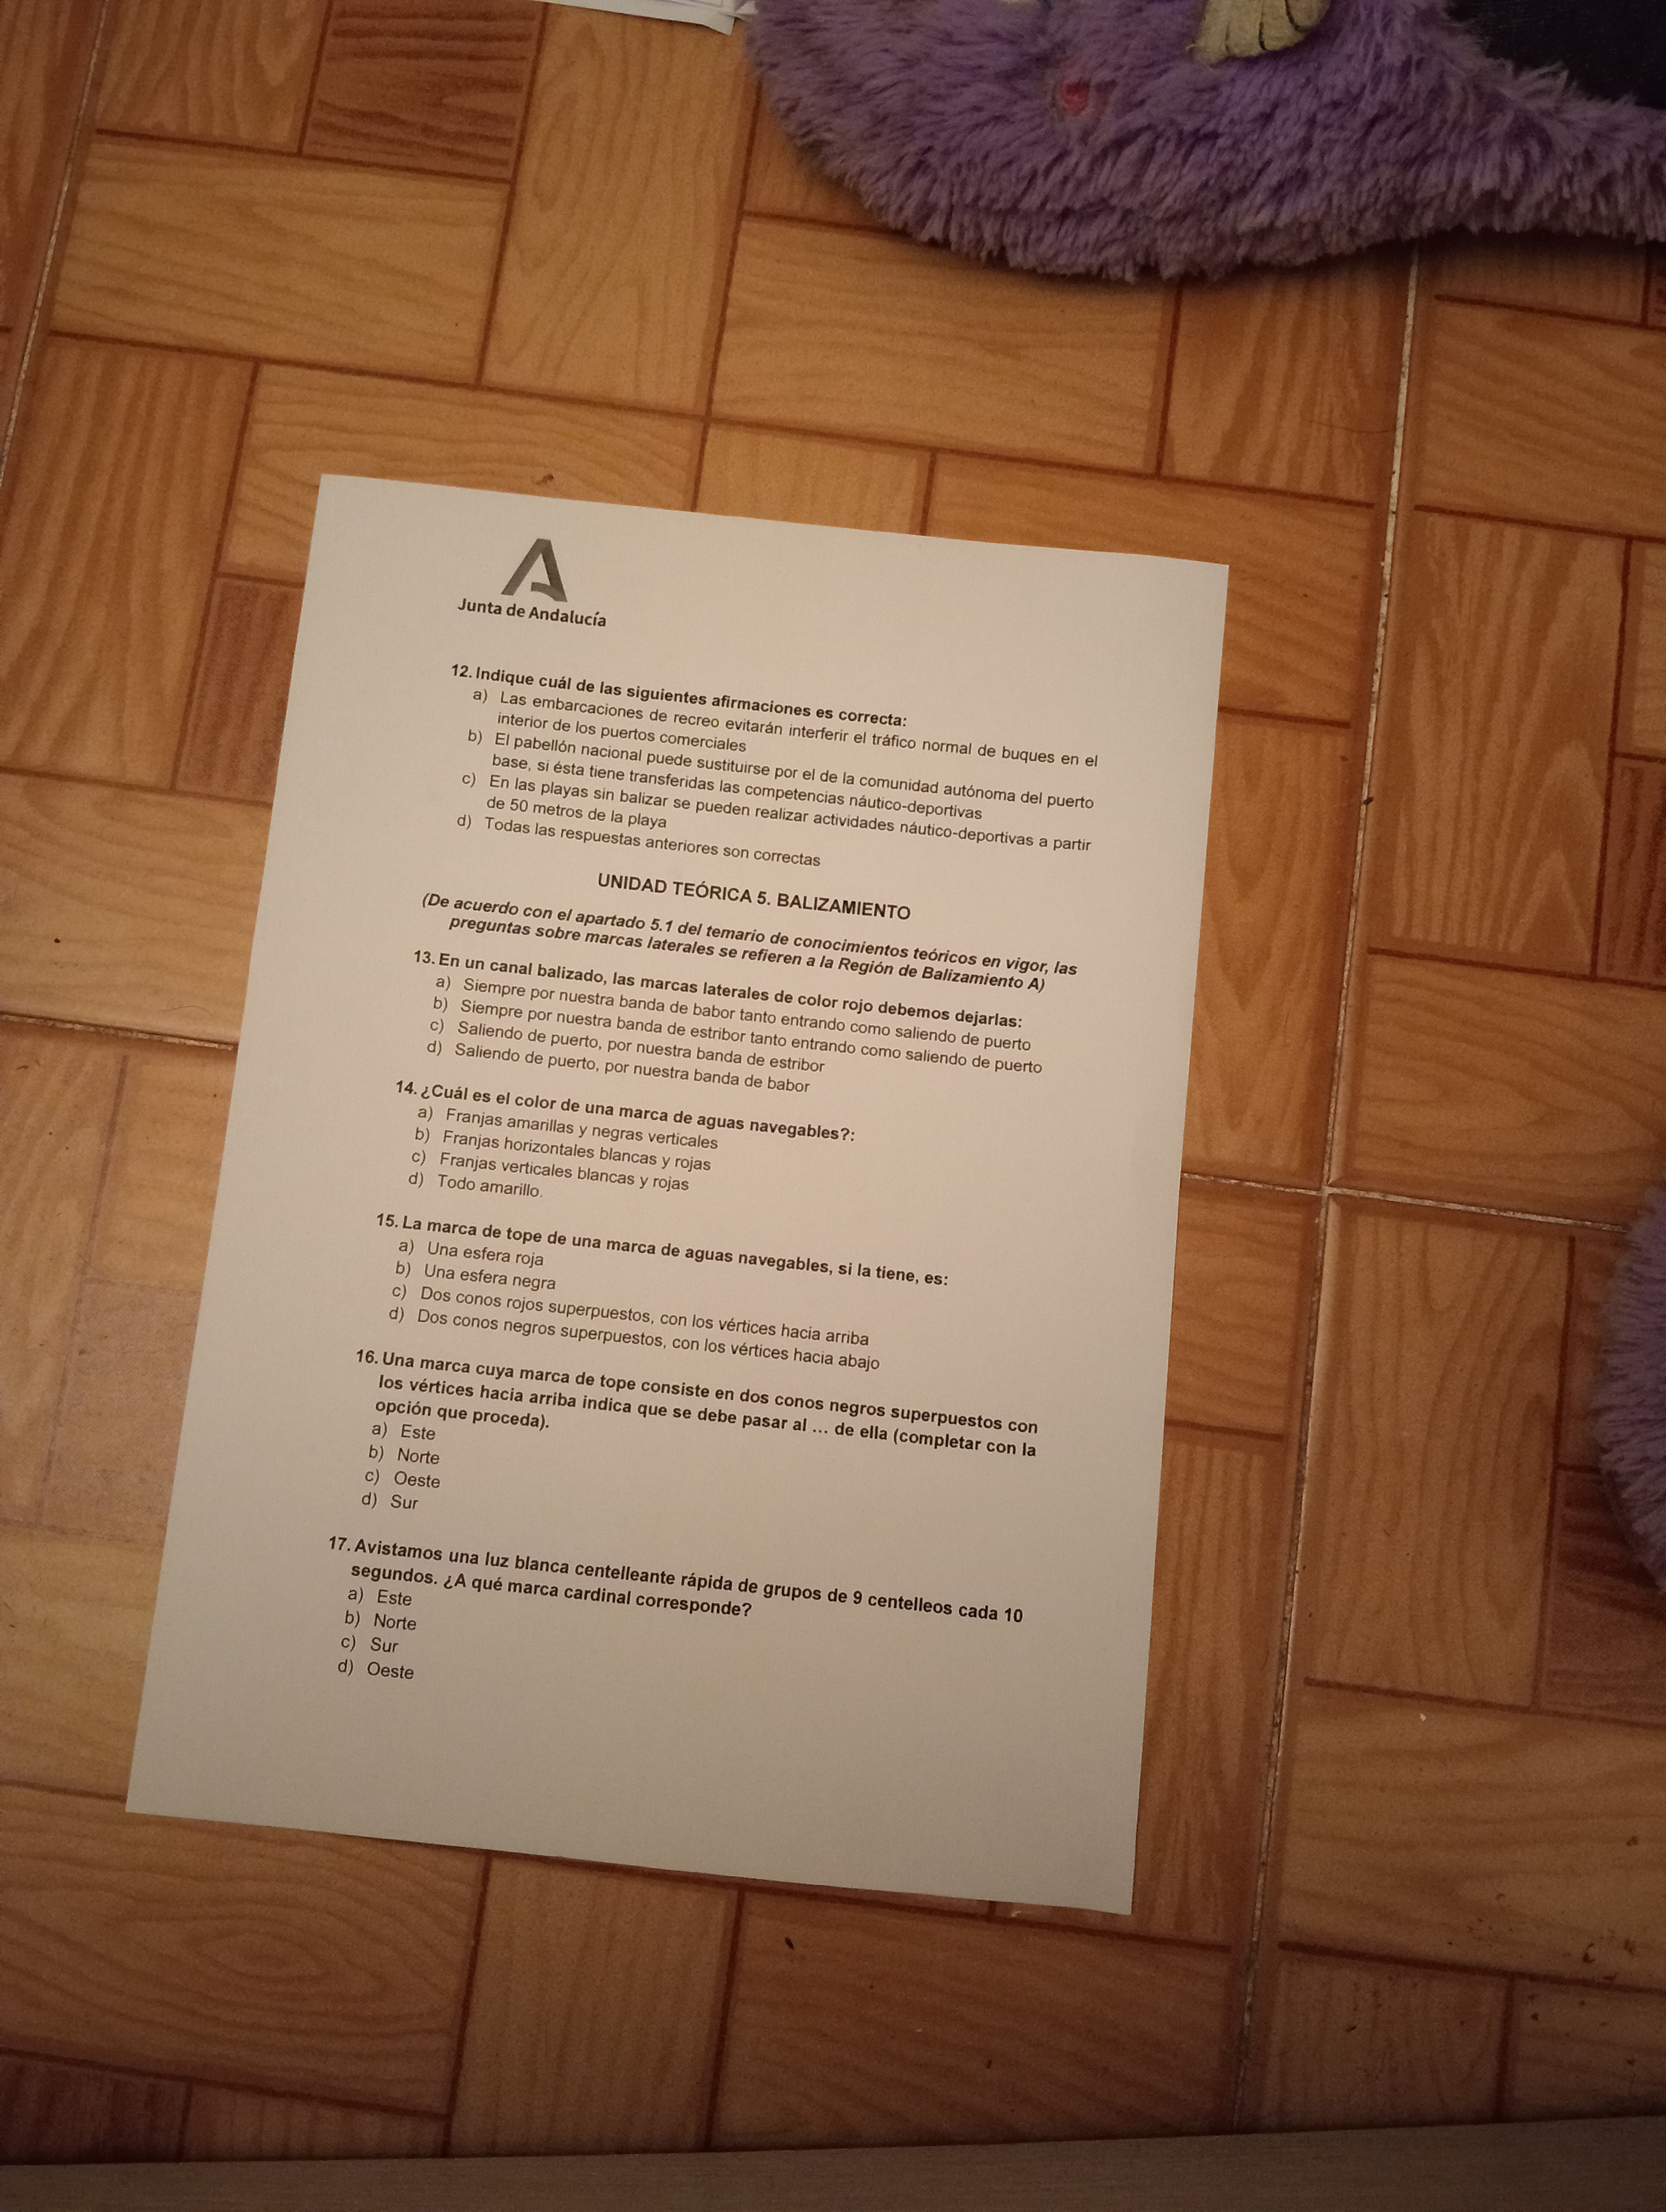 Junta de Andalucía
12. Indique cuál de las siguientes afirmaciones es correcta:
a) Las embarcaciones de recreo evitarán interferir el tráfico normal de buques en el
interior de los puertos comerciales
b) El pabellón nacional puede sustituirse por el de la comunidad autónoma del puerto
base, si ésta tiene transferidas las competencias náutico-deportivas
c) En las playas sin balizar se pueden realizar actividades náutico-deportivas a partir
de 50 metros de la playa
d) Todas las respuestas anteriores son correctas
UNIDAD TEÓRICA 5. BALIZAMIENTO
(De acuerdo con el apartado 5.1 del temario de conocimientos teóricos en vigor, las
preguntas sobre marcas laterales se refieren a la Región de Balizamiento A)
13. En un canal balizado, las marcas laterales de color rojo debemos dejarlas:
a) Siempre por nuestra banda de babor tanto entrando como saliendo de puerto
b) Siempre por nuestra banda de estribor tanto entrando como saliendo de puerto
c) Saliendo de puerto, por nuestra banda de estribor
d) Saliendo de puerto, por nuestra banda de babor
14. ¿Cuál es el color de una marca de aguas navegables?:
a) Franjas amarillas y negras verticales
b) Franjas horizontales blancas y rojas
c) Franjas verticales blancas y rojas
d) Todo amarillo.
15. La marca de tope de una marca de aguas navegables, si la tiene, es:
a) Una esfera roja
b) Una esfera negra
c) Dos conos rojos superpuestos, con los vértices hacia arriba
d) Dos conos negros superpuestos, con los vértices hacia abajo
16. Una marca cuya marca de tope consiste en dos conos negros superpuestos con
los vértices hacia arriba indica que se debe pasar al ... de ella (completar con la
opción que proceda).
a) Este
b) Norte
c) Oeste
d) Sur
17. Avistamos una luz blanca centelleante rápida de grupos de 9 centelleos cada 10
segundos. ¿A qué marca cardinal corresponde?
a) Este
b) Norte
c) Sur
d) Oeste